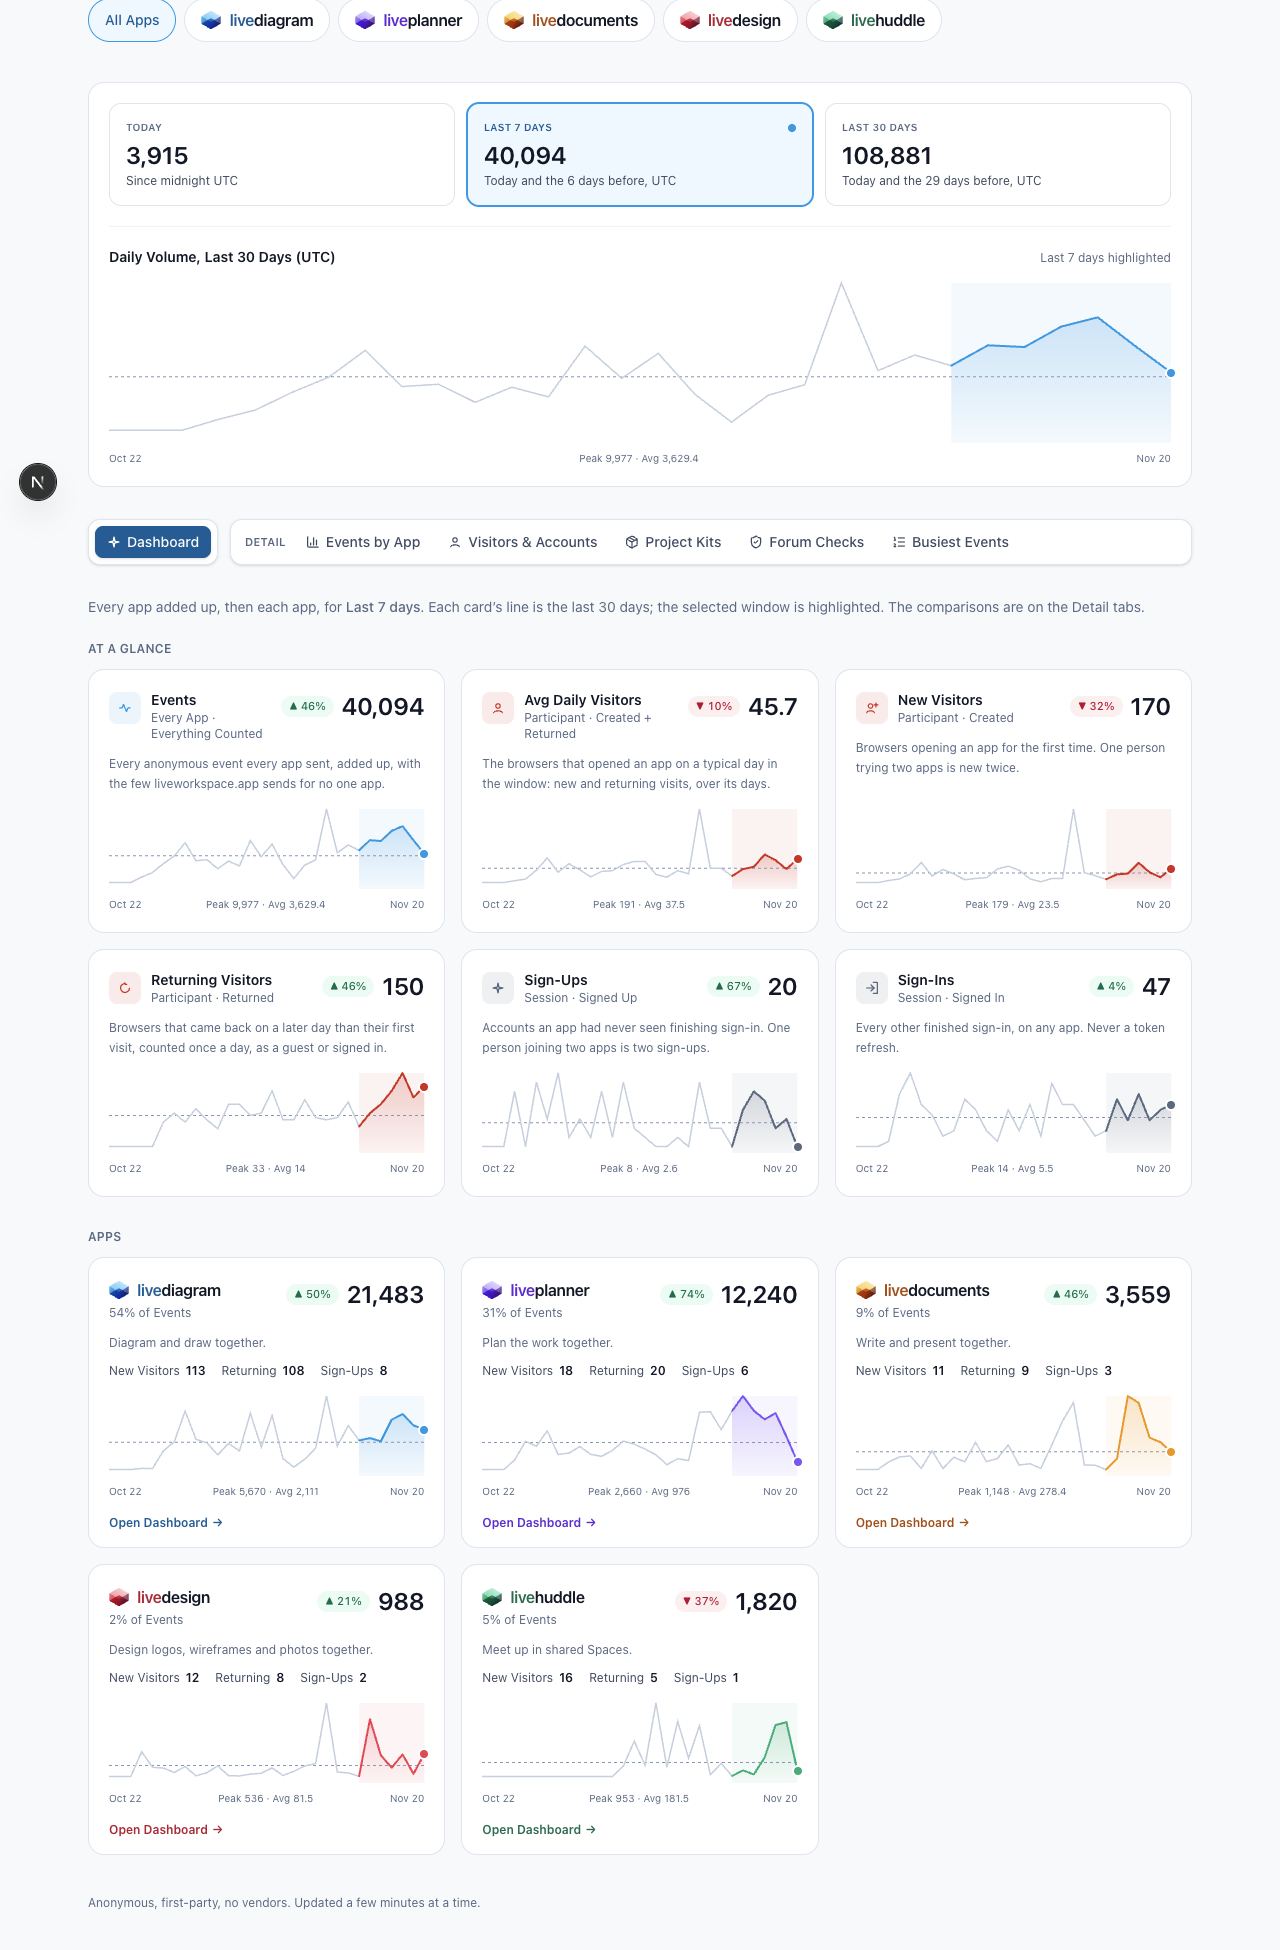 All Apps
livediagram
liveplanner
livedocuments
livedesign
livehuddle
TODAY
3,915
Since midnight UTC
LAST 7 DAYS
40,094
Today and the 6 days before, UTC
LAST 30 DAYS
108,881
Today and the 29 days before, UTC
Daily Volume, Last 30 Days (UTC)
Last 7 days highlighted
Oct 22
Peak 9,977 · Avg 3,629.4
Nov 20
N
Dashboard
DETAIL
Events by App
Visitors & Accounts
Project Kits
Forum Checks
Busiest Events
Every app added up, then each app, for Last 7 days. Each card's line is the last 30 days; the selected window is highlighted. The comparisons are on the Detail tabs.
AT A GLANCE
Events
Every App ·
Everything Counted
▲ 46%
40,094
Every anonymous event every app sent, added up, with
the few liveworkspace.app sends for no one app.
Oct 22
Peak 9,977 · Avg 3,629.4
Nov 20
Avg Daily Visitors
Participant · Created +
Returned
▼ 10%
45.7
The browsers that opened an app on a typical day in
the window: new and returning visits, over its days.
Oct 22
Peak 191 · Avg 37.5
Nov 20
New Visitors
Participant · Created
▼ 32%
170
Browsers opening an app for the first time. One person
trying two apps is new twice.
Oct 22
Peak 179 · Avg 23.5
Nov 20
Returning Visitors
Participant · Returned
▲ 46%
150
Browsers that came back on a later day than their first
visit, counted once a day, as a guest or signed in.
Oct 22
Peak 33 · Avg 14
Nov 20
Sign-Ups
Session · Signed Up
▲ 67%
20
Accounts an app had never seen finishing sign-in. One
person joining two apps is two sign-ups.
Oct 22
Peak 8 · Avg 2.6
Nov 20
Sign-Ins
Session · Signed In
▲ 4%
47
Every other finished sign-in, on any app. Never a token
refresh.
Oct 22
Peak 14 · Avg 5.5
Nov 20
APPS
livediagram
▲ 50%
21,483
54% of Events
Diagram and draw together.
New Visitors 113 Returning 108 Sign-Ups 8
Oct 22
Peak 5,670 · Avg 2,111
Nov 20
Open Dashboard →
liveplanner
▲ 74%
12,240
31% of Events
Plan the work together.
New Visitors 18 Returning 20 Sign-Ups 6
Oct 22
Peak 2,660 · Avg 976
Nov 20
Open Dashboard →
livedocuments
▲ 46%
3,559
9% of Events
Write and present together.
New Visitors 11 Returning 9 Sign-Ups 3
Oct 22
Peak 1,148 · Avg 278.4
Nov 20
Open Dashboard →
livedesign
▲ 21%
988
2% of Events
Design logos, wireframes and photos together.
New Visitors 12 Returning 8 Sign-Ups 2
Oct 22
Peak 536 · Avg 81.5
Nov 20
Open Dashboard →
livehuddle
▼ 37%
1,820
5% of Events
Meet up in shared Spaces.
New Visitors 16 Returning 5 Sign-Ups 1
Oct 22
Peak 953 · Avg 181.5
Nov 20
Open Dashboard →
Anonymous, first-party, no vendors. Updated a few minutes at a time.